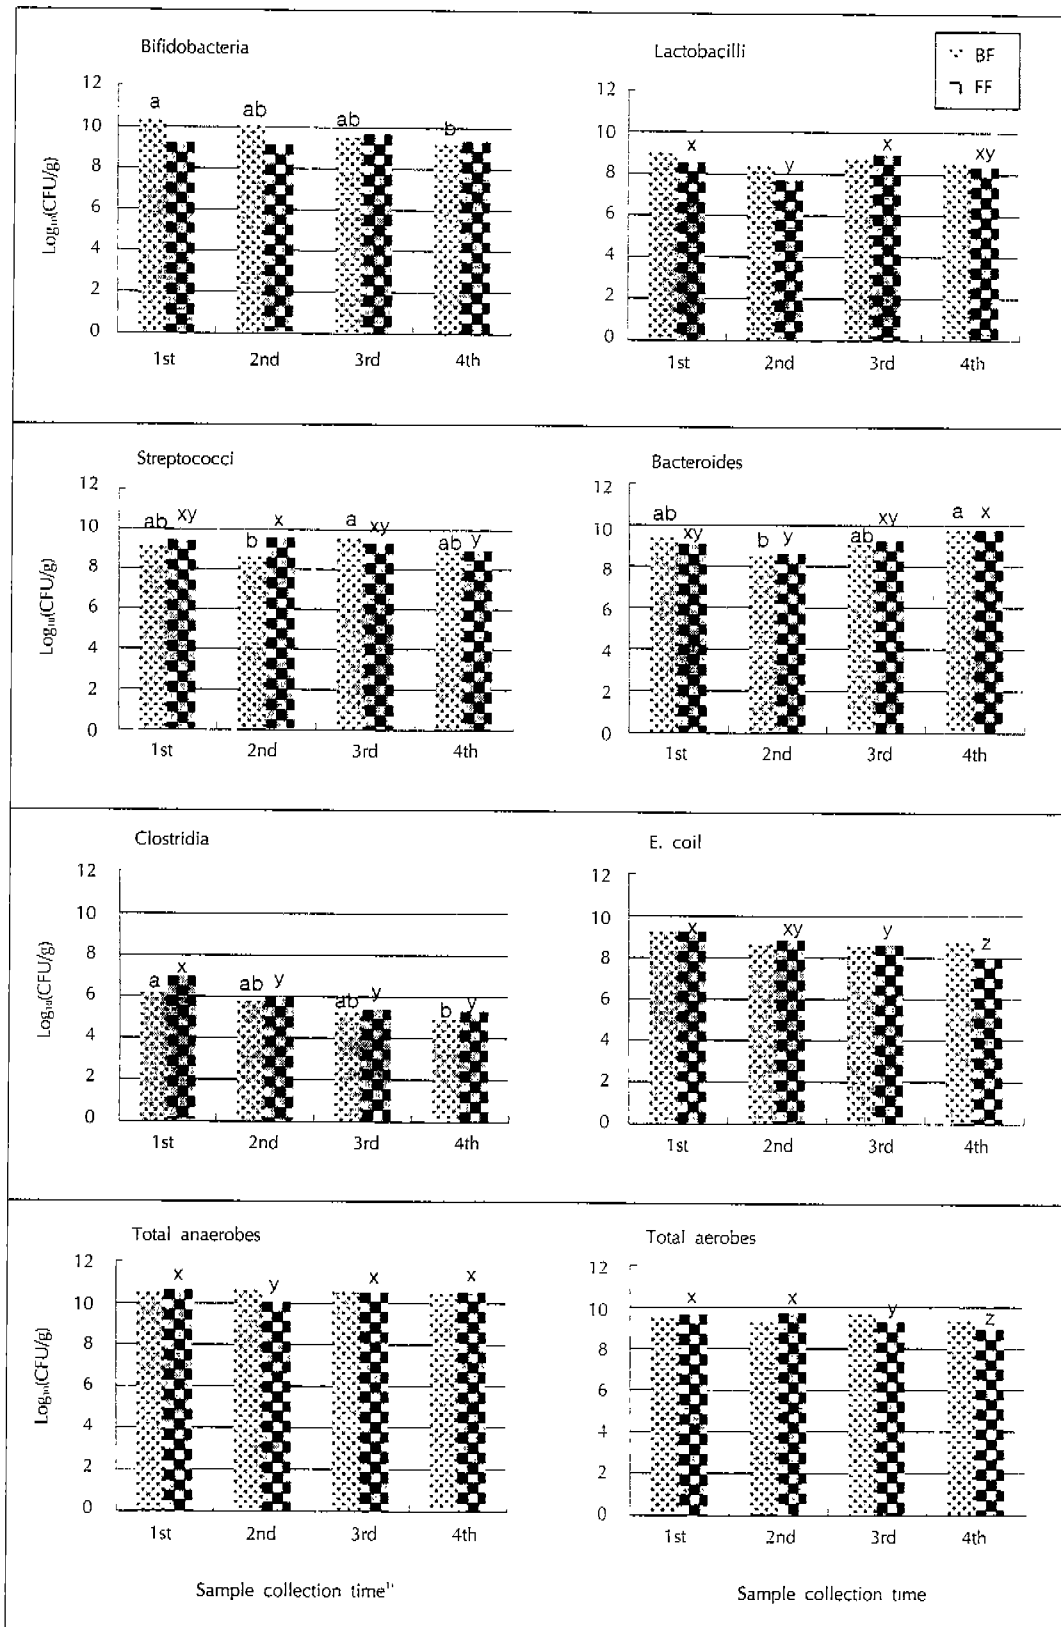 Bifidobacteria
12
10
8
6
4
2
0
Log₁₀(CFU/g)
a
ab
ab
b
1st 2nd 3rd 4th
Lactobacilli
BF
FF
12
10
8
6
4
2
0
x
y
x
xy
1st 2nd 3rd 4th
Streptococci
12
10
8
6
4
2
0
Log₁₀(CFU/g)
ab xy
b x
a xy
ab y
1st 2nd 3rd 4th
Bacteroides
12
10
8
6
4
2
0
ab xy
b y
ab xy
a x
1st 2nd 3rd 4th
Clostridia
12
10
8
6
4
2
0
Log₁₀(CFU/g)
a x
ab y
ab y
b y
1st 2nd 3rd 4th
E. coil
12
10
8
6
4
2
0
x
xy
y
z
1st 2nd 3rd 4th
Total anaerobes
12
10
8
6
4
2
0
Log₁₀(CFU/g)
x
y
x
x
1st 2nd 3rd 4th
Sample collection time¹⁾
Total aerobes
12
10
8
6
4
2
0
x
x
y
z
1st 2nd 3rd 4th
Sample collection time